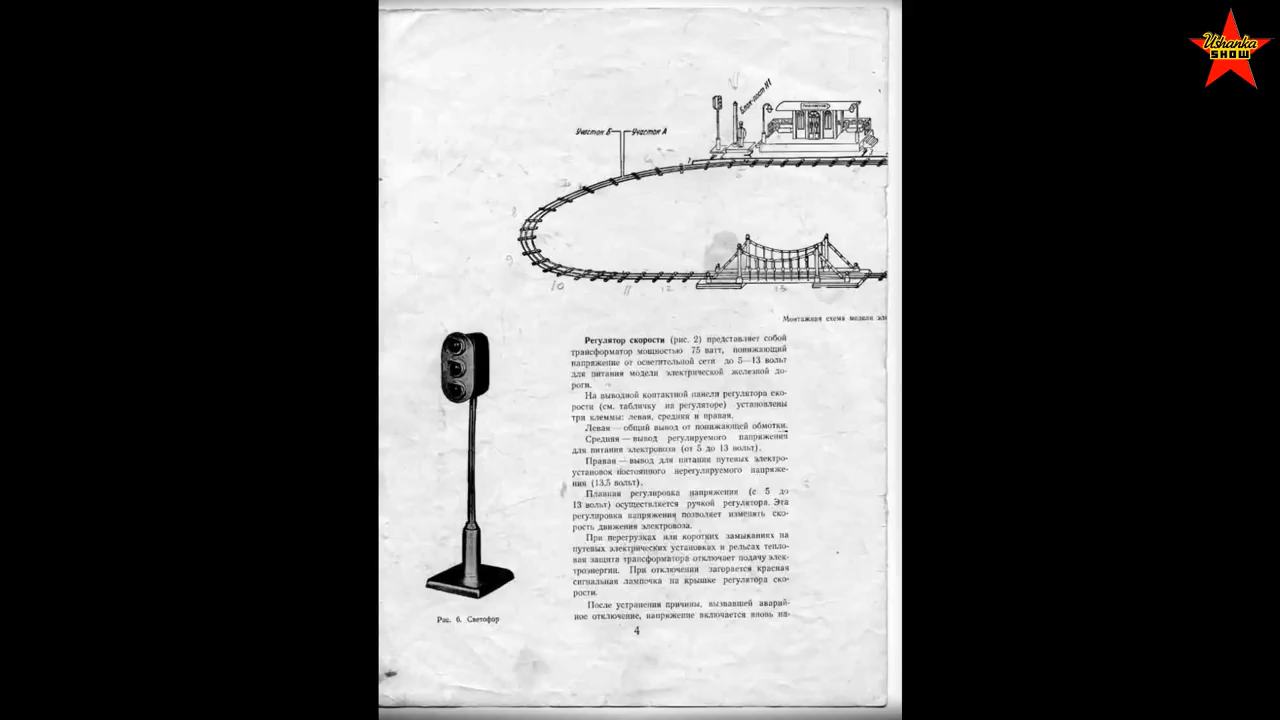 Ushanka
SHOW
Блок-пост №1
Участок Б
Участок А
8
9
10
11
12
13
Монтажная схема модели эле
Регулятор скорости (рис. 2) представляет собой
трансформатор мощностью 75 ватт, понижающий
напряжение от осветительной сети до 5—13 вольт
для питания модели электрической железной до-
роги.
На выводной контактной панели регулятора ско-
рости (см. табличку на регуляторе) установлены
три клеммы: левая, средняя и правая.
Левая — общий вывод от понижающей обмотки.
Средняя — вывод регулируемого напряжения
для питания электровоза (от 5 до 13 вольт).
Правая — вывод для питания путевых электро-
установок постоянного нерегулируемого напряже-
ния (13,5 вольт).
Плавная регулировка напряжения (с 5 до
13 вольт) осуществляется ручкой регулятора. Эта
регулировка напряжения позволяет изменять ско-
рость движения электровоза.
При перегрузках или коротких замыканиях на
путевых электрических установках и рельсах тепло-
вая защита трансформатора отключает подачу элек-
троэнергии. При отключении загорается красная
сигнальная лампочка на крышке регулятора ско-
рости.
После устранения причины, вызвавшей аварий-
ное отключение, напряжение включается вновь на-
Рис. 6. Светофор
4